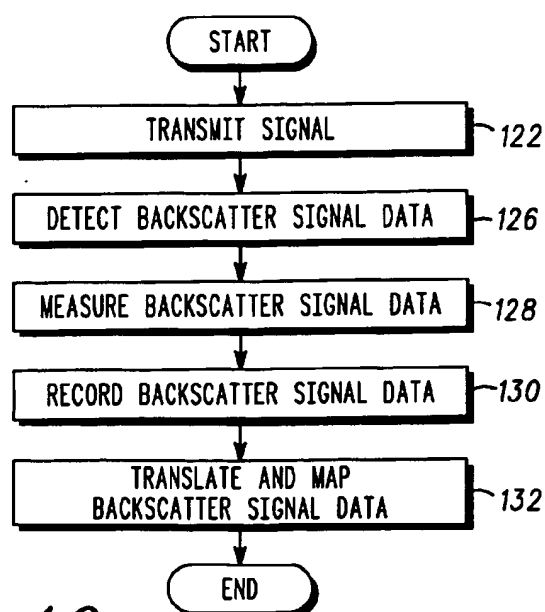 START
TRANSMIT SIGNAL 122
DETECT BACKSCATTER SIGNAL DATA 126
MEASURE BACKSCATTER SIGNAL DATA 128
RECORD BACKSCATTER SIGNAL DATA 130
TRANSLATE AND MAP
BACKSCATTER SIGNAL DATA 132
END